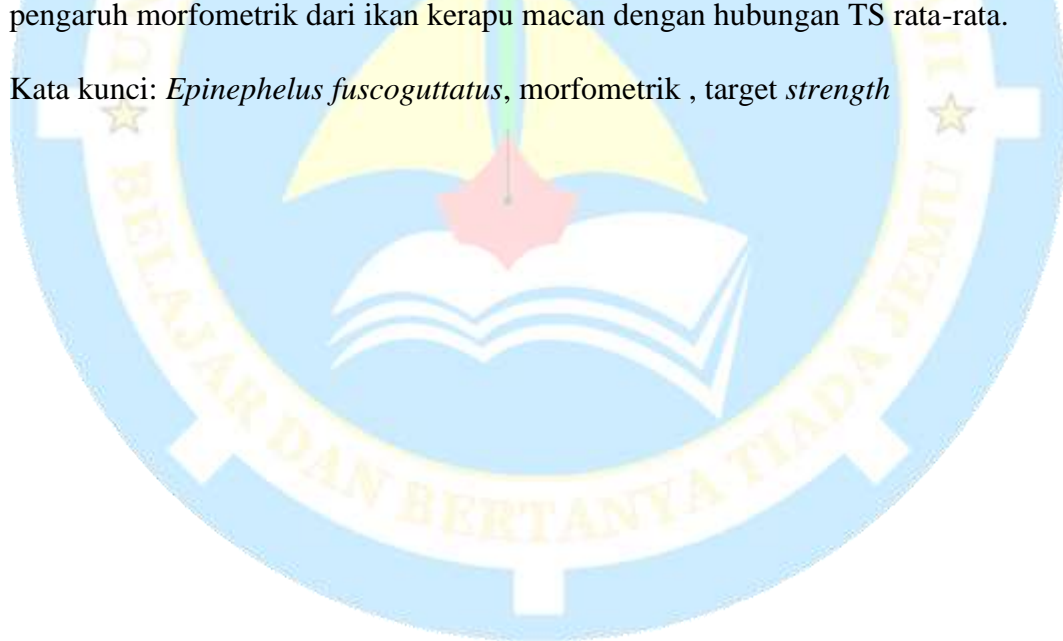 pengaruh morfometrik dari ikan kerapu macan dengan hubungan TS rata-rata.
Kata kunci: Epinephelus fuscoguttatus, morfometrik , target strength
BELAJAR DAN BERTANYA TIADA JEMU